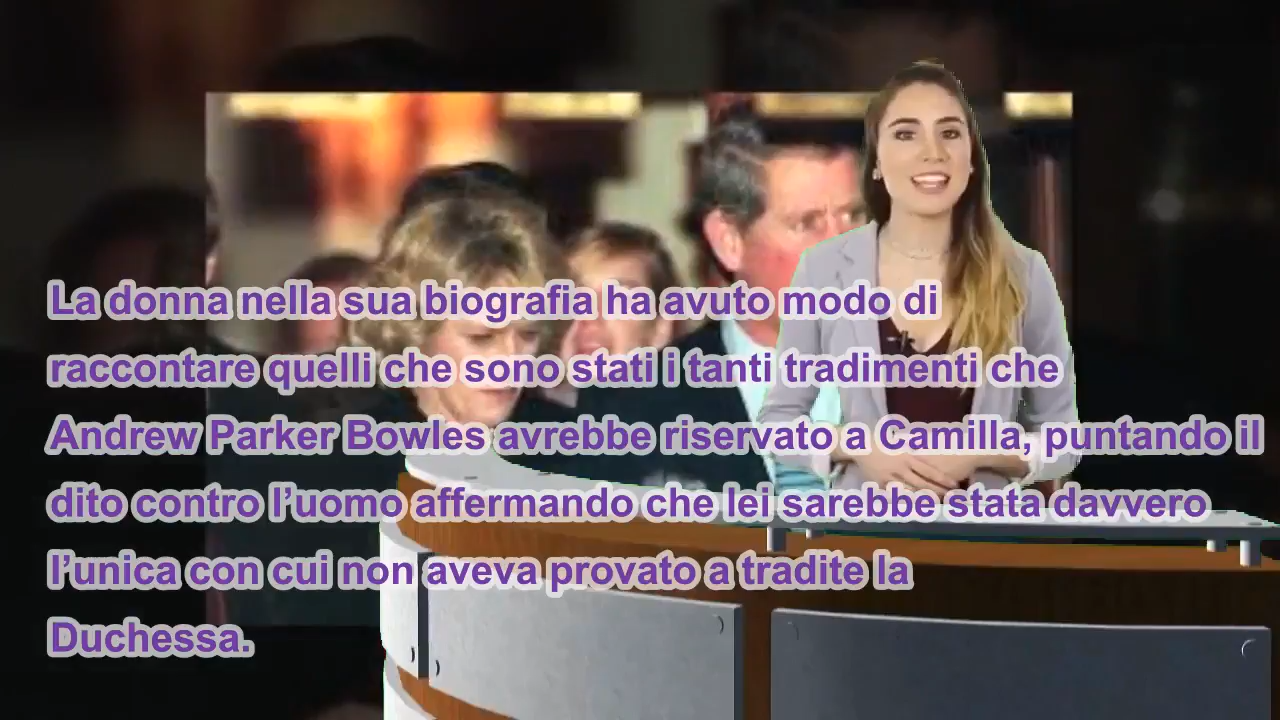 La donna nella sua biografia ha avuto modo di
raccontare quelli che sono stati i tanti tradimenti che
Andrew Parker Bowles avrebbe riservato a Camilla, puntando il
dito contro l’uomo affermando che lei sarebbe stata davvero
l’unica con cui non aveva provato a tradite la
Duchessa.